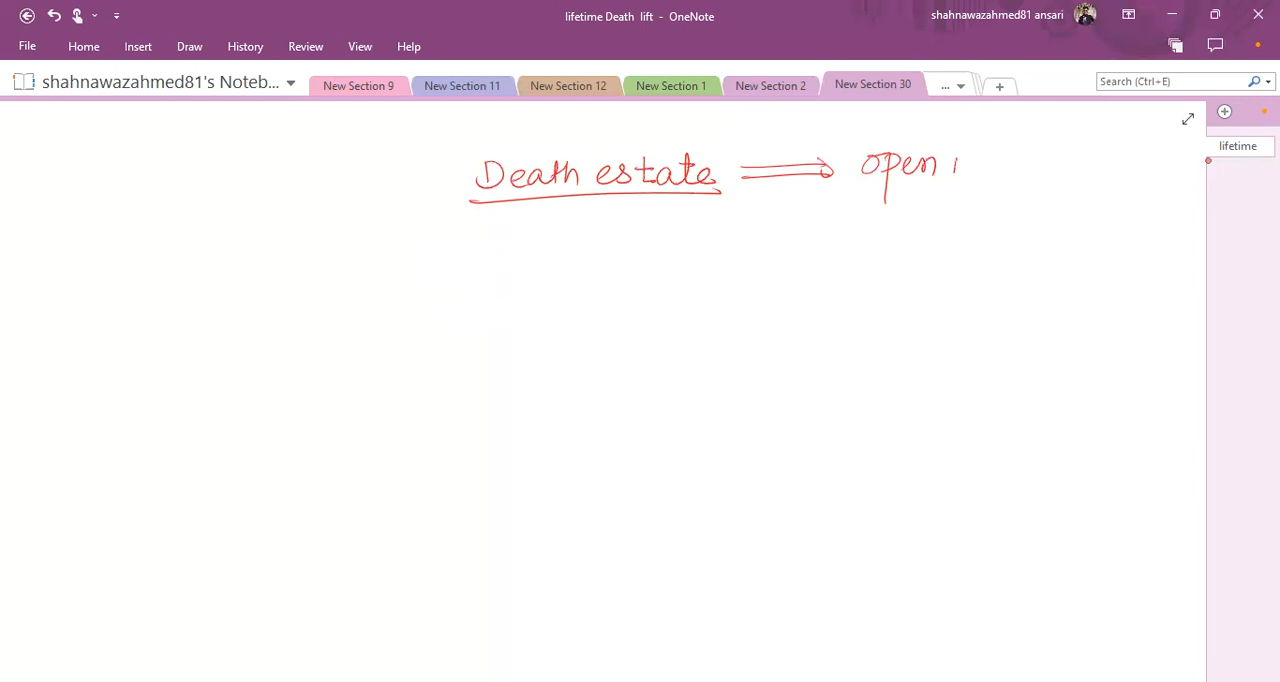 lifetime Death lift - OneNote
shahnawazahmed81 ansari
File Home Insert Draw History Review View Help
shahnawazahmed81's Noteb...
New Section 9
New Section 11
New Section 12
New Section 1
New Section 2
New Section 30
...
Search (Ctrl+E)
lifetime
Death estate ⟹ open